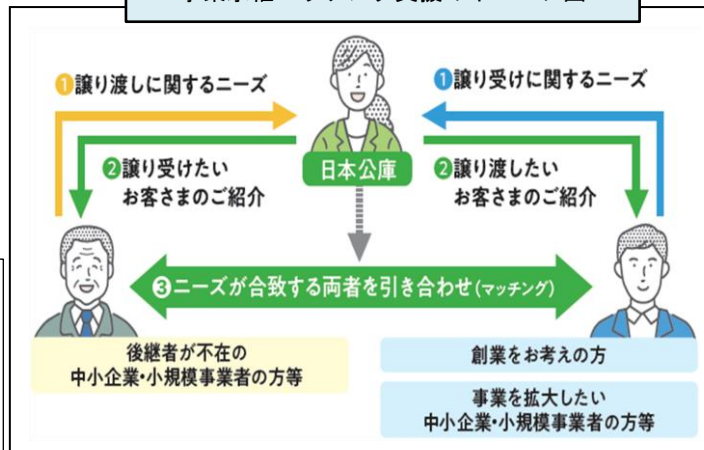 ❶譲り渡しに関するニーズ
❶譲り受けに関するニーズ
❷譲り受けたい
お客さまのご紹介
日本公庫
❷譲り渡したい
お客さまのご紹介
❸ニーズが合致する両者を引き合わせ(マッチング)
後継者が不在の
中小企業・小規模事業者の方等
創業をお考えの方
事業を拡大したい
中小企業・小規模事業者の方等